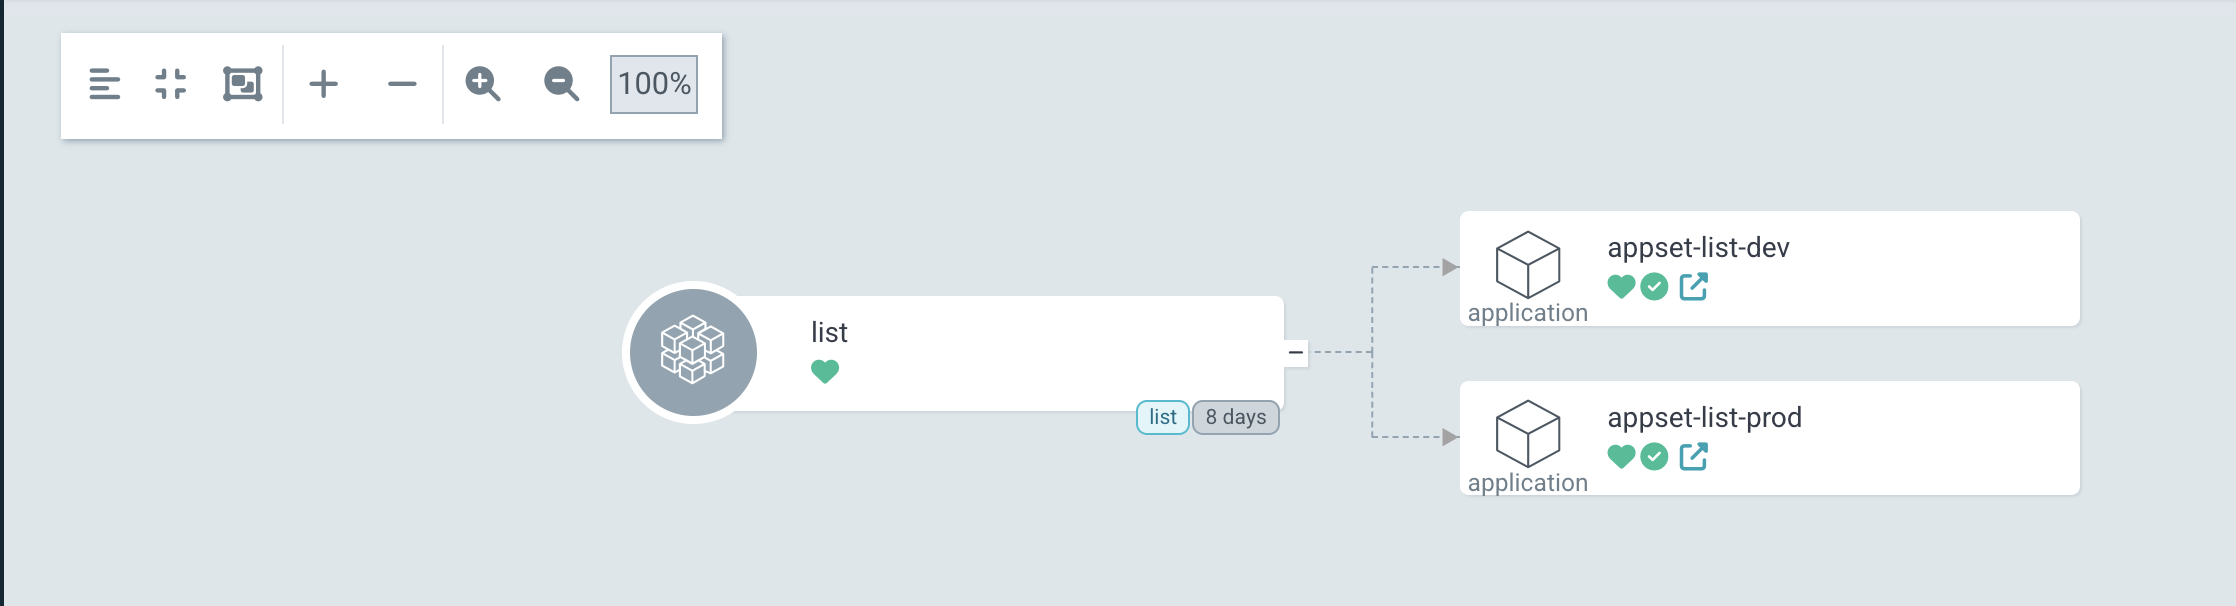 100%
list
list
8 days
appset-list-dev
application
appset-list-prod
application